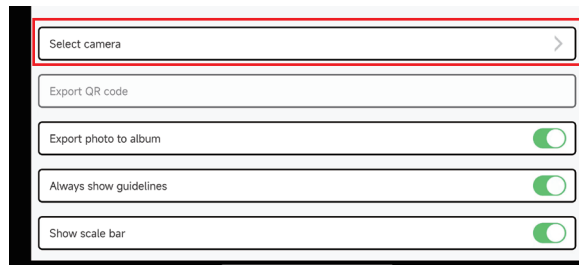 Select camera
Export QR code
Export photo to album
Always show guidelines
Show scale bar